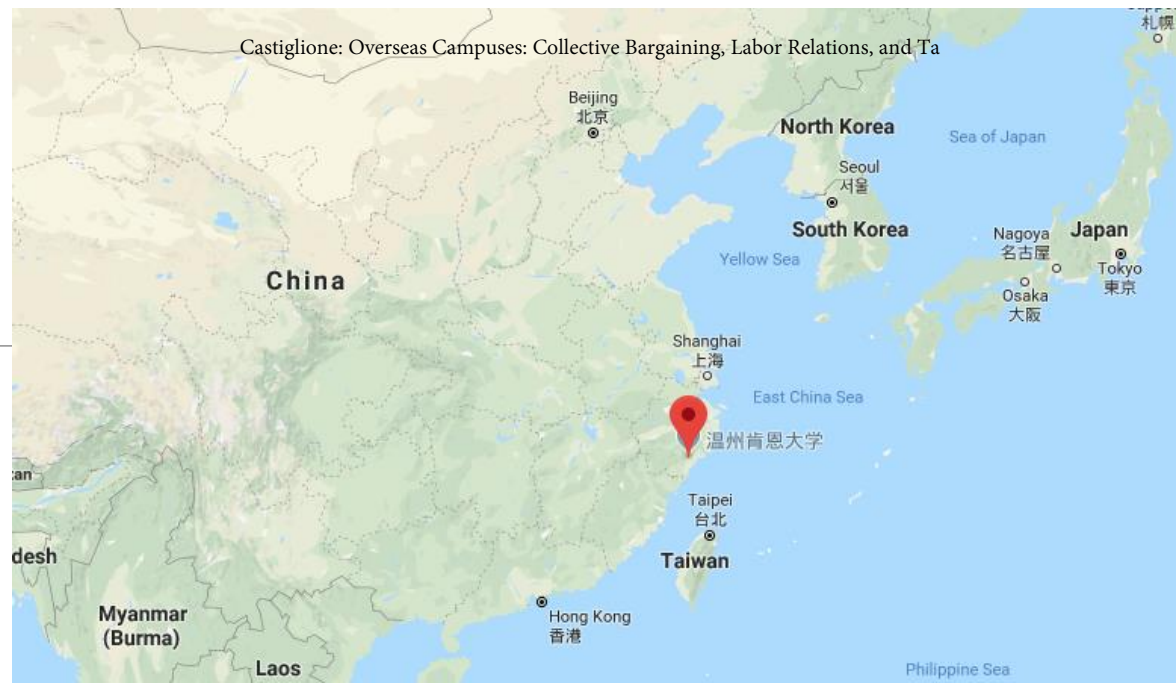 Castiglione: Overseas Campuses: Collective Bargaining, Labor Relations, and Ta
札幌
Beijing
北京
North Korea
Sea of Japan
Seoul
서울
South Korea
Nagoya
名古屋
Japan
Yellow Sea
Tokyo
東京
China
Osaka
大阪
Shanghai
上海
East China Sea
温州肯恩大学
Taipei
台北
Taiwan
desh
Myanmar
(Burma)
Hong Kong
香港
Laos
Philippine Sea